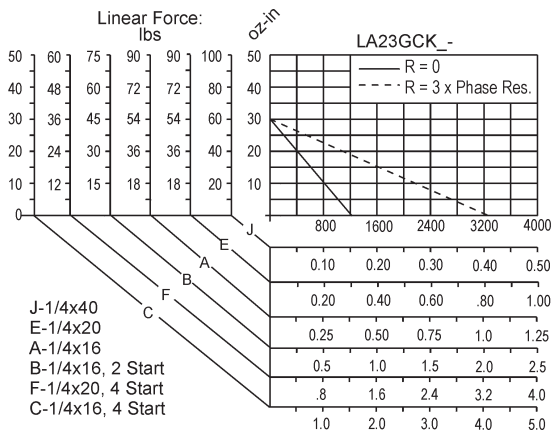 Linear Force:
lbs
oz-in
LA23GCK_-
50 60 75 90 90 100 50
R = 0
R = 3 x Phase Res.
40 48 60 72 72 80 40
30 36 45 54 54 60 30
20 24 30 36 36 40 20
10 12 15 18 18 20 10
0
800 1600 2400 3200 4000
J
E 0.10 0.20 0.30 0.40 0.50
A
B 0.20 0.40 0.60 .80 1.00
F
C
J-1/4x40
0.25 0.50 0.75 1.0 1.25
E-1/4x20
A-1/4x16
B-1/4x16, 2 Start
0.5 1.0 1.5 2.0 2.5
F-1/4x20, 4 Start
.8 1.6 2.4 3.2 4.0
C-1/4x16, 4 Start
1.0 2.0 3.0 4.0 5.0